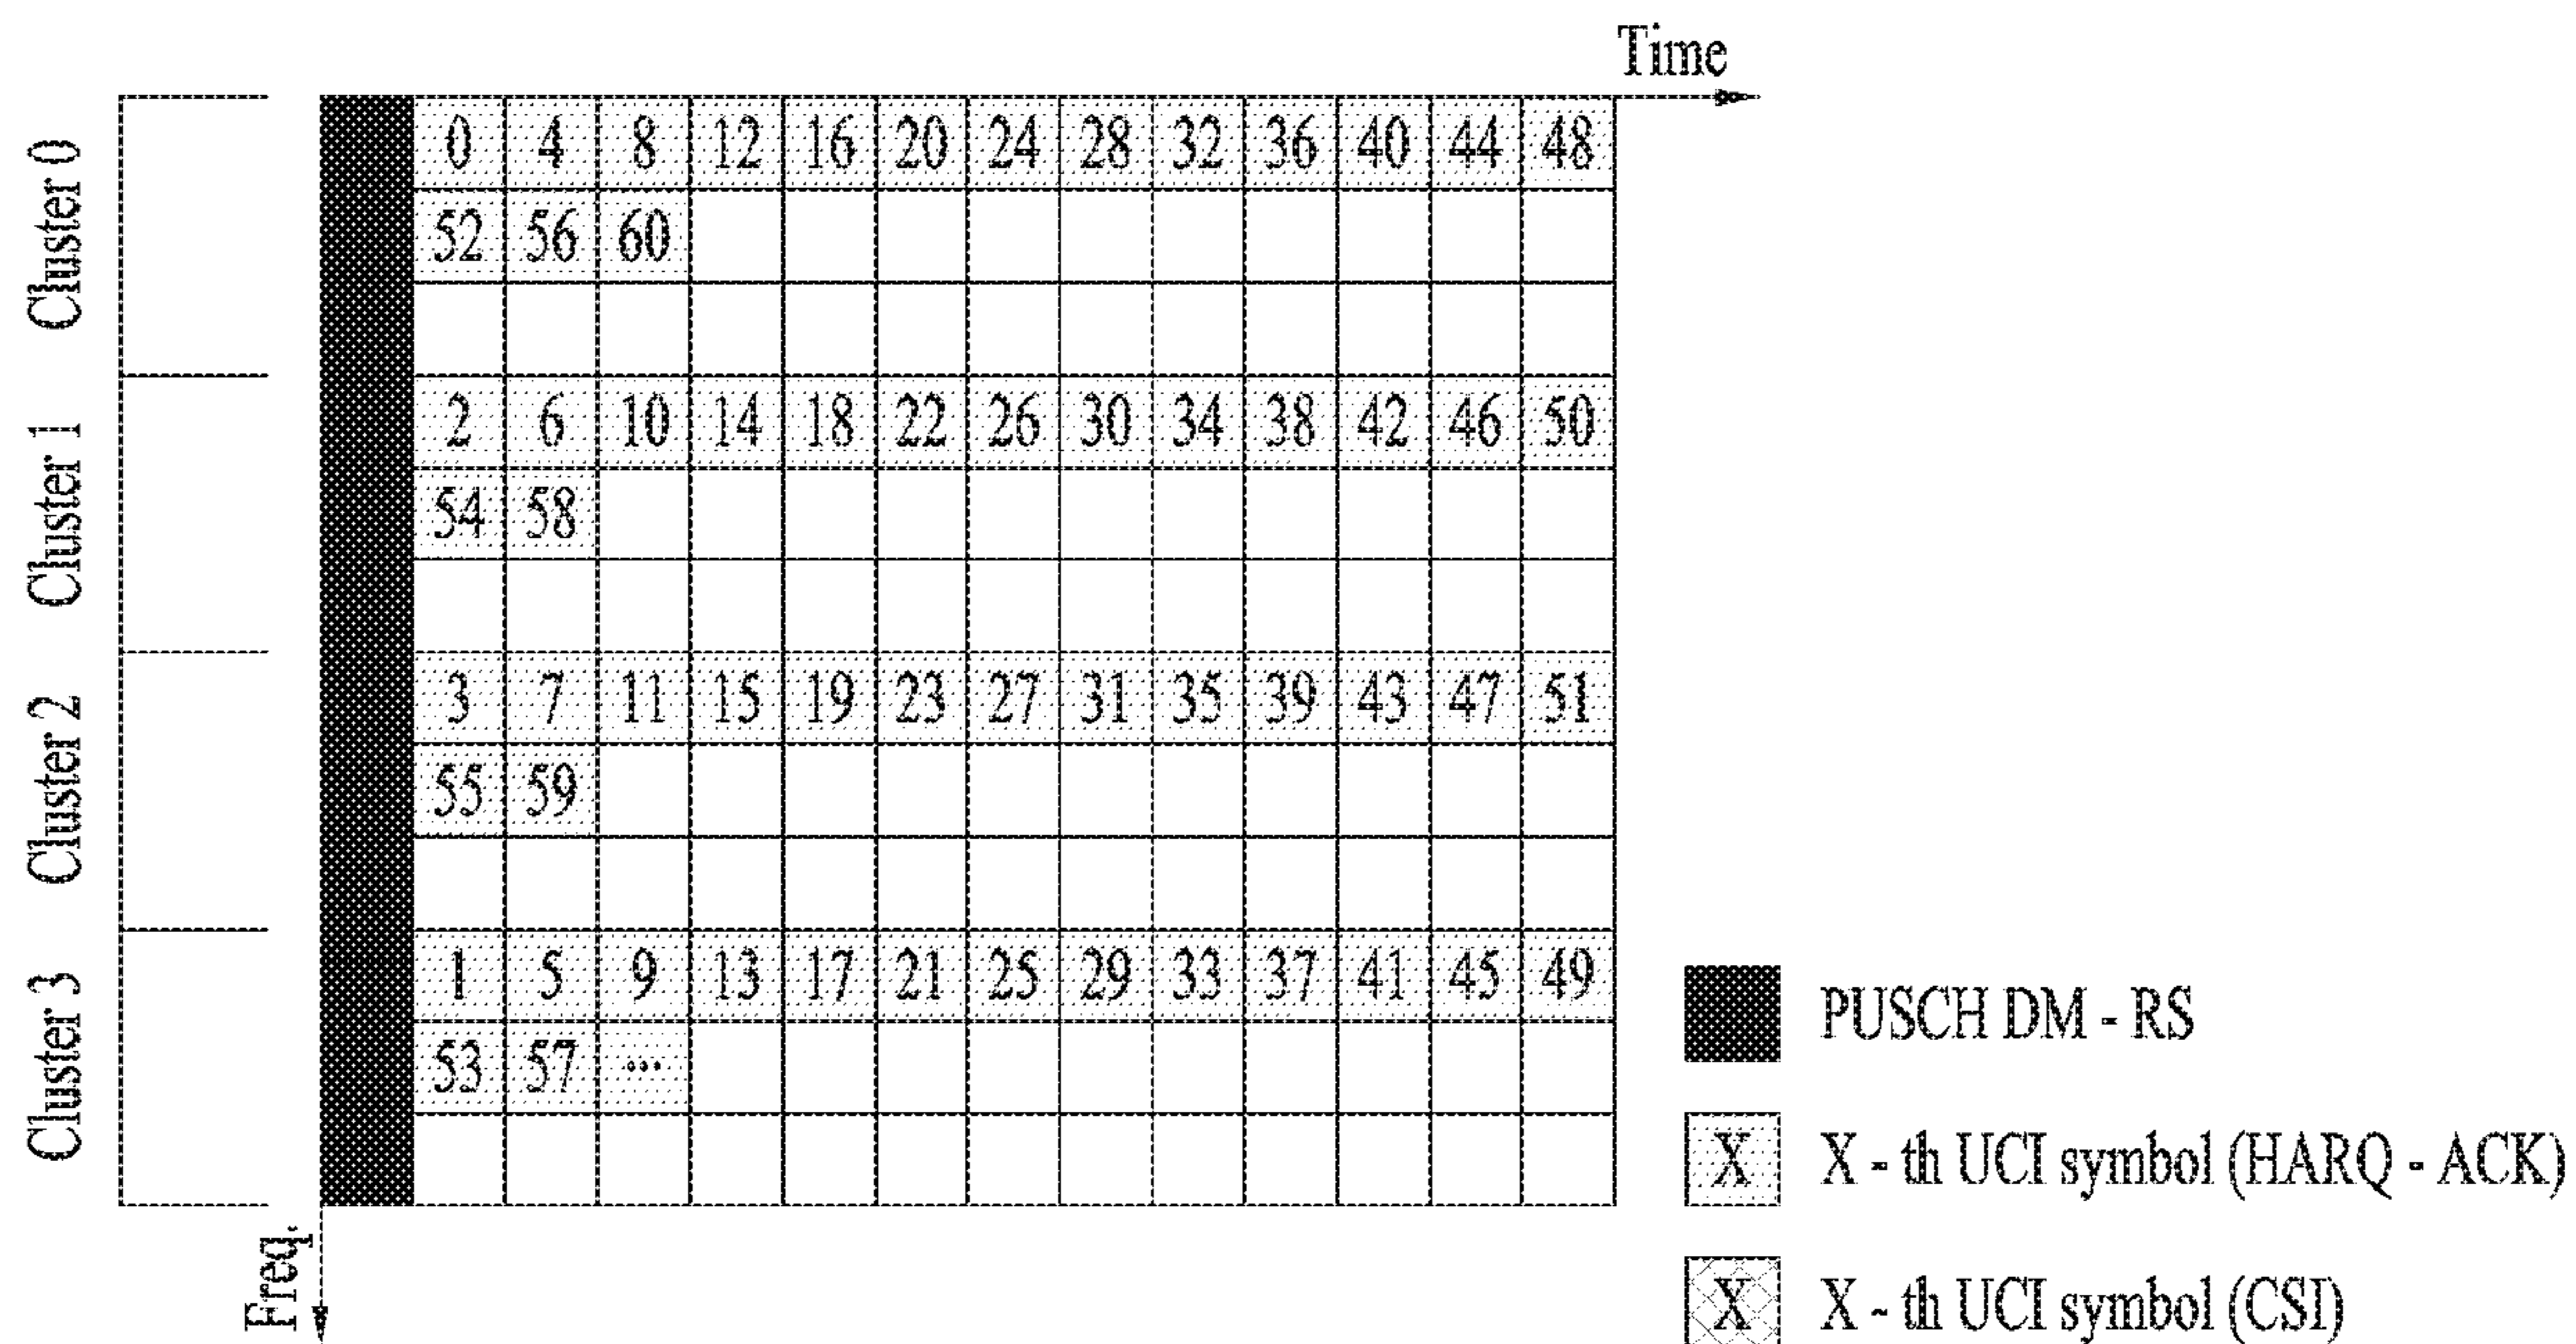 Time
Cluster 0
0 4 8 12 16 20 24 28 32 36 40 44 48
52 56 60
Cluster 1
2 6 10 14 18 22 26 30 34 38 42 46 50
54 58
Cluster 2
3 7 11 15 19 23 27 31 35 39 43 47 51
55 59
Cluster 3
1 5 9 13 17 21 25 29 33 37 41 45 49
53 57 ...
Freq.
PUSCH DM - RS
X X - th UCI symbol (HARQ - ACK)
X X - th UCI symbol (CSI)